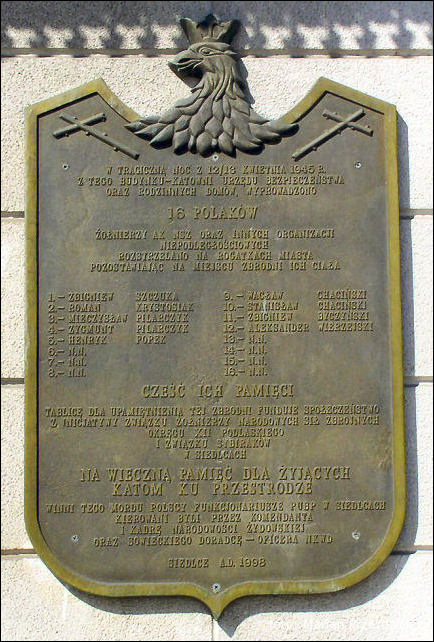 W TRAGICZNĄ NOC Z 12/13 KWIETNIA 1945 R.
Z TEGO BUDYNKU-KATOWNI URZĘDU BEZPIECZEŃSTWA
ORAZ RODZINNYCH DOMÓW WYPROWADZONO
16 POLAKÓW
ŻOŁNIERZY AK NSZ ORAZ INNYCH ORGANIZACJI
NIEPODLEGŁOŚCIOWYCH
ROZSTRZELANO NA ROGATKACH MIASTA
POZOSTAWIAJĄC NA MIEJSCU ZBRODNI ICH CIAŁA
1.- ZBIGNIEW SZCZUKA
2.- ROMAN KRYSTOSIAK
3.- MIECZYSŁAW PILARCZYK
4.- ZYGMUNT PILARCZYK
5.- HENRYK POPEK
6.- N.N.
7.- N.N.
8.- N.N.
9.- WACŁAW CHACIŃSKI
10.- STANISŁAW CHACIŃSKI
11.- ZBIGNIEW BYCZYŃSKI
12.- ALEKSANDER WIERZEJSKI
13.- N.N.
14.- N.N.
15.- N.N.
16.- N.N.
CZEŚĆ ICH PAMIĘCI
TABLICĘ DLA UPAMIĘTNIENIA TEJ ZBRODNI FUNDUJE SPOŁECZEŃSTWO
Z INICJATYWY ZWIĄZKU ŻOŁNIERZY NARODOWYCH SIŁ ZBROJNYCH
OKRĘGU XII PODLASKIEGO
I ZWIĄZKU SYBIRAKÓW
W SIEDLCACH
NA WIECZNĄ PAMIĘĆ DLA ŻYJĄCYCH
KATOM KU PRZESTRODZE
WINNI TEGO MORDU POLSCY FUNKCJONARIUSZE PUBP W SIEDLCACH
KIEROWANI BYLI PRZEZ KOMENDANTA
I KADRĘ NARODOWOŚCI ŻYDOWSKIEJ
ORAZ SOWIECKIEGO DORADCĘ - OFICERA NKWD
SIEDLCE A.D. 1998